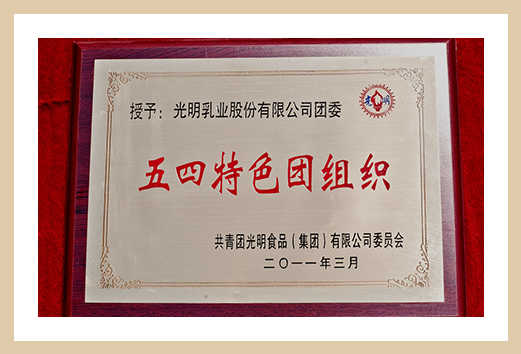 授予：光明乳业股份有限公司团委
五四特色团组织
共青团光明食品（集团）有限公司委员会
二〇一一年三月